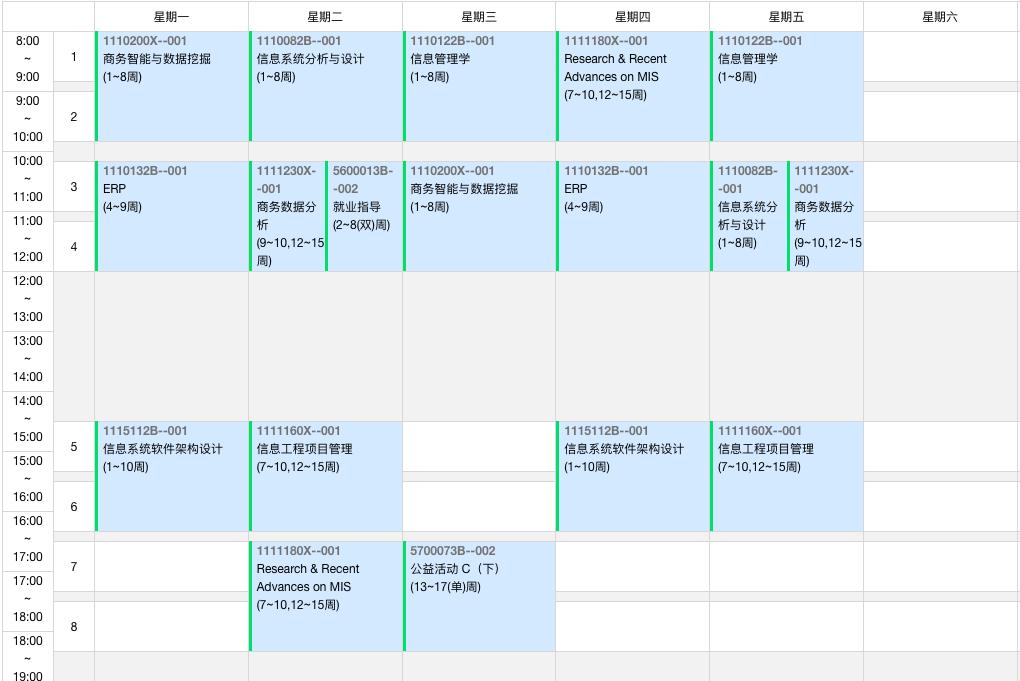 星期一 星期二 星期三 星期四 星期五 星期六
8:00
~
9:00
1
1110200X--001
商务智能与数据挖掘
(1~8周)
1110082B--001
信息系统分析与设计
(1~8周)
1110122B--001
信息管理学
(1~8周)
1111180X--001
Research & Recent
Advances on MIS
(7~10,12~15周)
1110122B--001
信息管理学
(1~8周)
9:00
~
10:00
2
10:00
~
11:00
3
1110132B--001
ERP
(4~9周)
1111230X-
-001
商务数据分
析
(9~10,12~15
周)
5600013B-
-002
就业指导
(2~8(双)周)
1110200X--001
商务智能与数据挖掘
(1~8周)
1110132B--001
ERP
(4~9周)
1110082B-
-001
信息系统分
析与设计
(1~8周)
1111230X-
-001
商务数据分
析
(9~10,12~15
周)
11:00
~
12:00
4
12:00
~
13:00
13:00
~
14:00
14:00
~
15:00
5
1115112B--001
信息系统软件架构设计
(1~10周)
1111160X--001
信息工程项目管理
(7~10,12~15周)
1115112B--001
信息系统软件架构设计
(1~10周)
1111160X--001
信息工程项目管理
(7~10,12~15周)
15:00
~
16:00
6
16:00
~
17:00
7
1111180X--001
Research & Recent
Advances on MIS
(7~10,12~15周)
5700073B--002
公益活动 C（下）
(13~17(单)周)
17:00
~
18:00
8
18:00
~
19:00